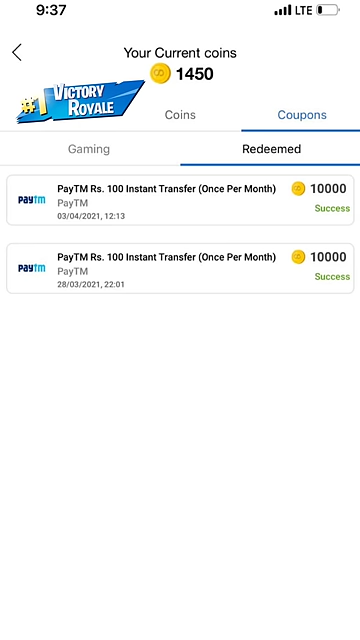 9:37
LTE
Your Current coins
1450
#1 VICTORY ROYALE
Coins
Coupons
Gaming
Redeemed
PayTM Rs. 100 Instant Transfer (Once Per Month)
10000
paytm
PayTM
Success
03/04/2021, 12:13
PayTM Rs. 100 Instant Transfer (Once Per Month)
10000
paytm
PayTM
Success
28/03/2021, 22:01